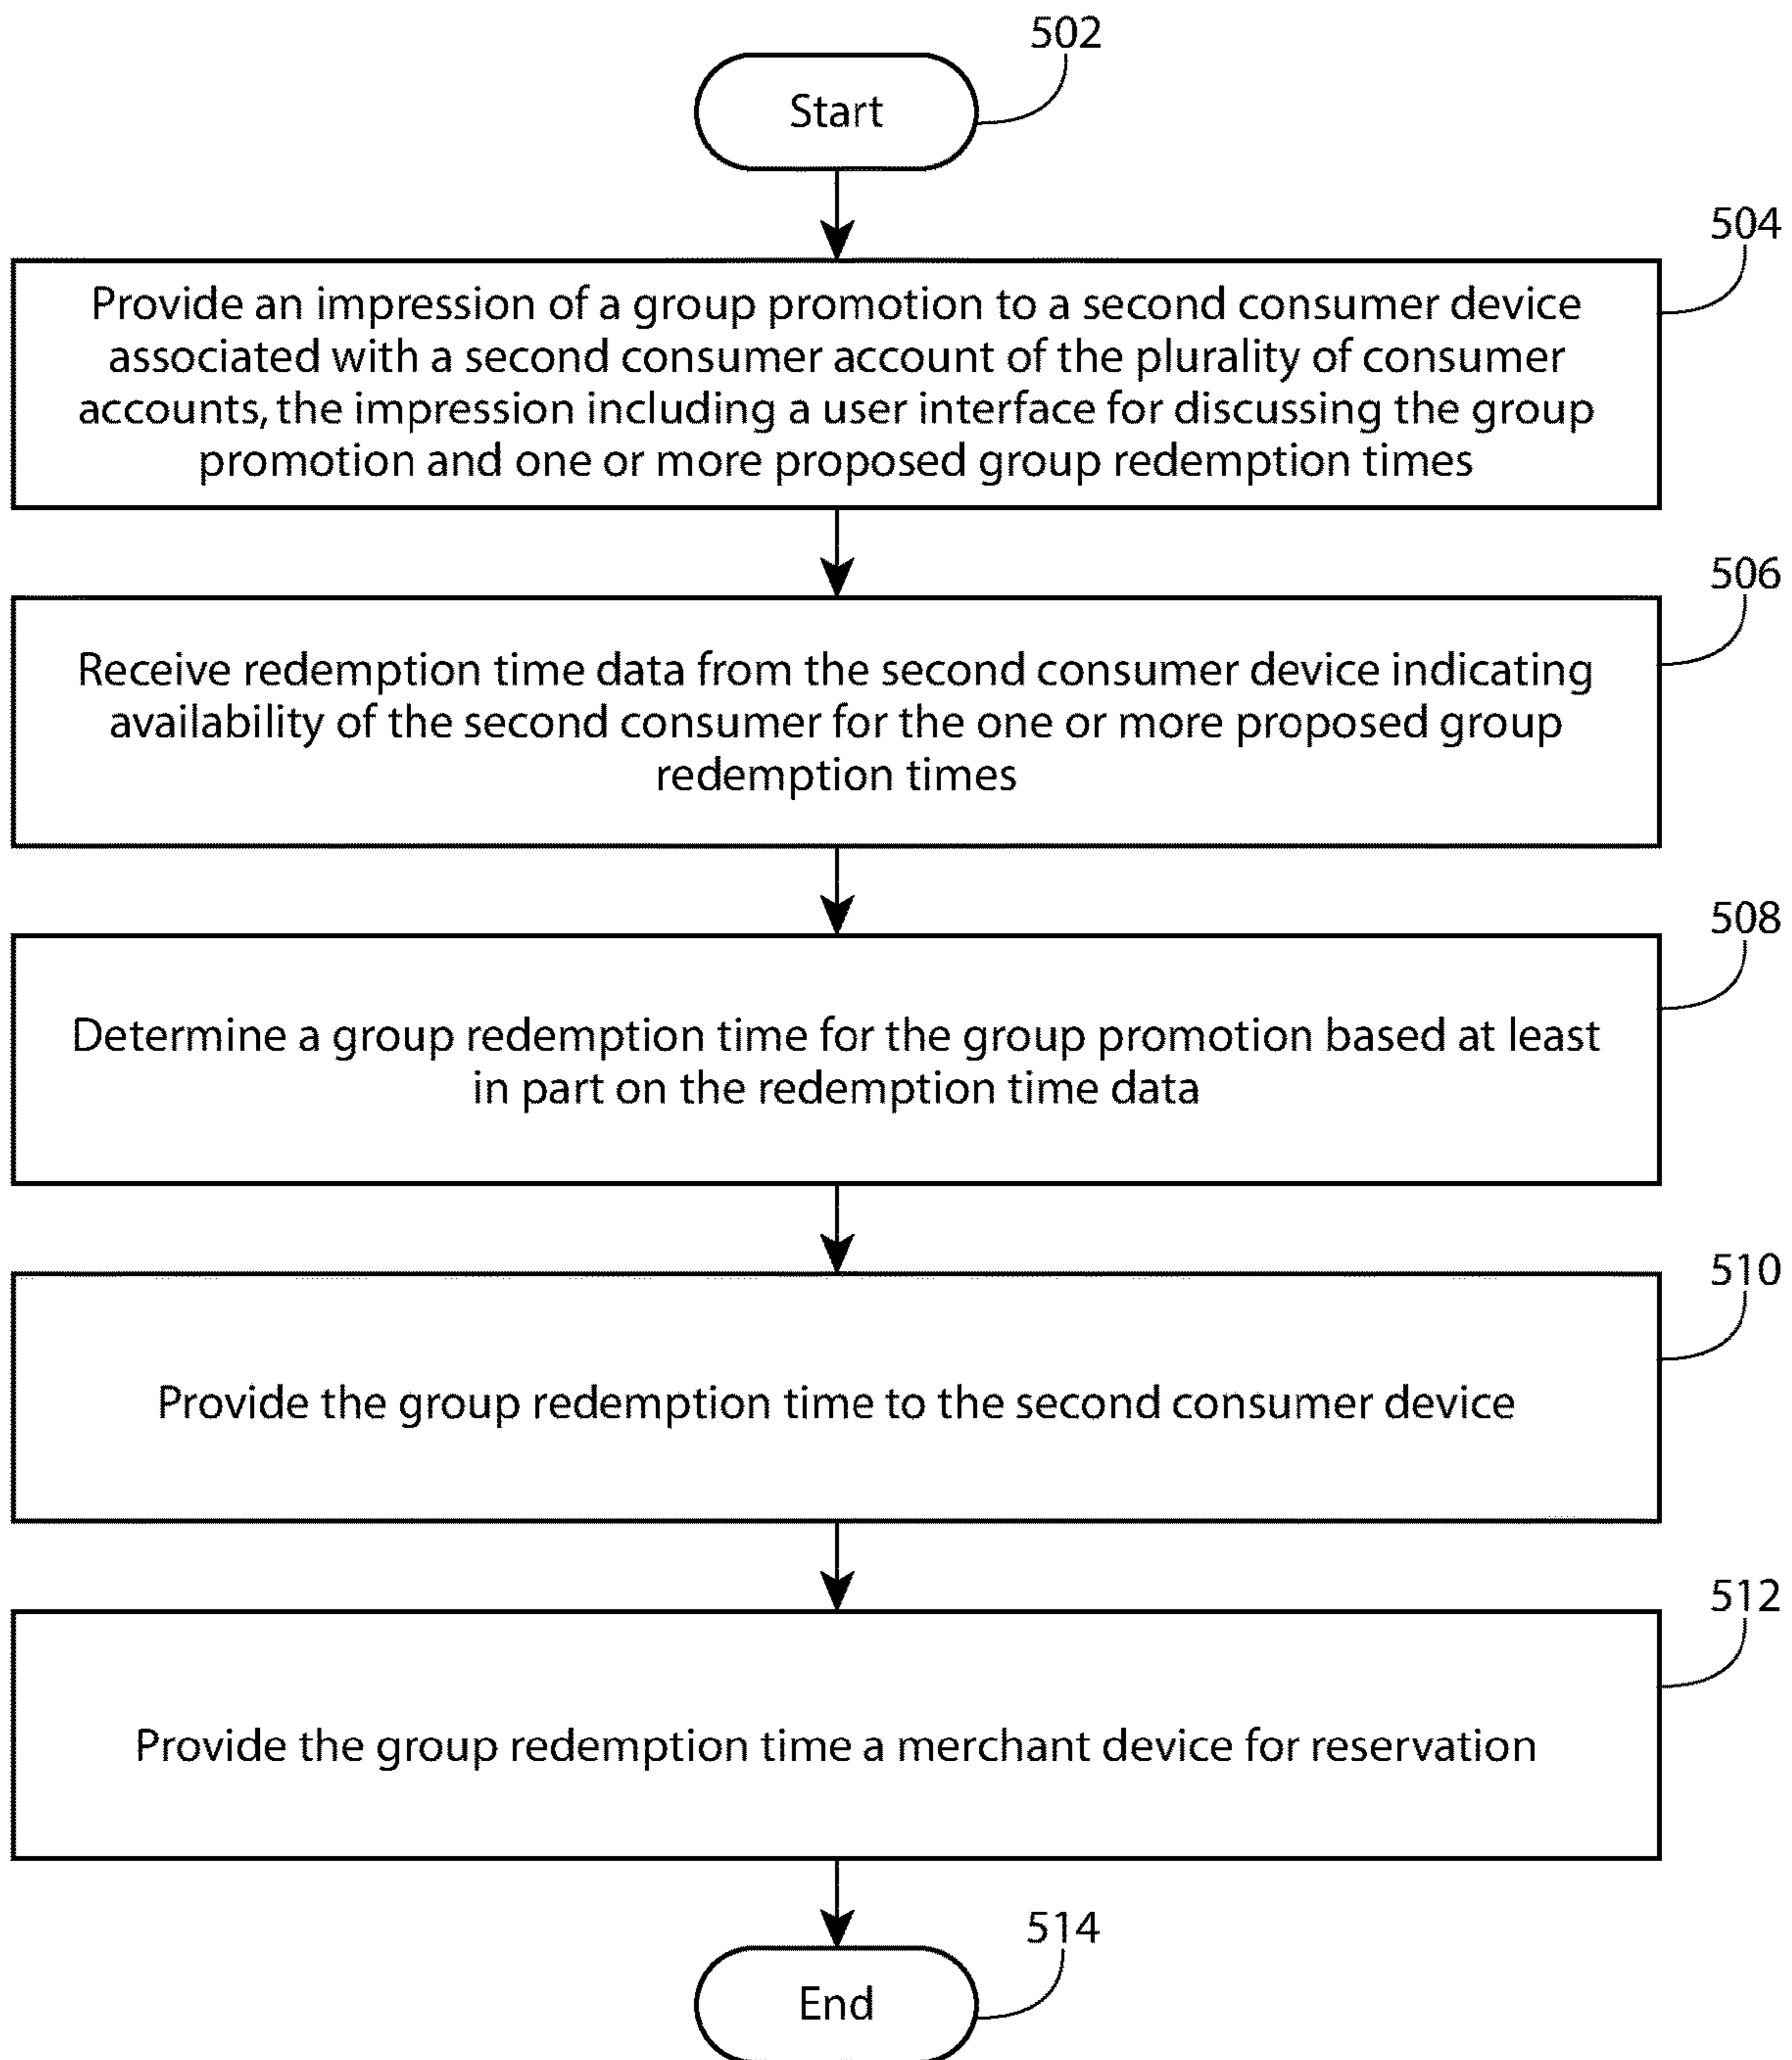 502
Start
504
Provide an impression of a group promotion to a second consumer device
associated with a second consumer account of the plurality of consumer
accounts, the impression including a user interface for discussing the group
promotion and one or more proposed group redemption times
506
Receive redemption time data from the second consumer device indicating
availability of the second consumer for the one or more proposed group
redemption times
508
Determine a group redemption time for the group promotion based at least
in part on the redemption time data
510
Provide the group redemption time to the second consumer device
512
Provide the group redemption time a merchant device for reservation
514
End